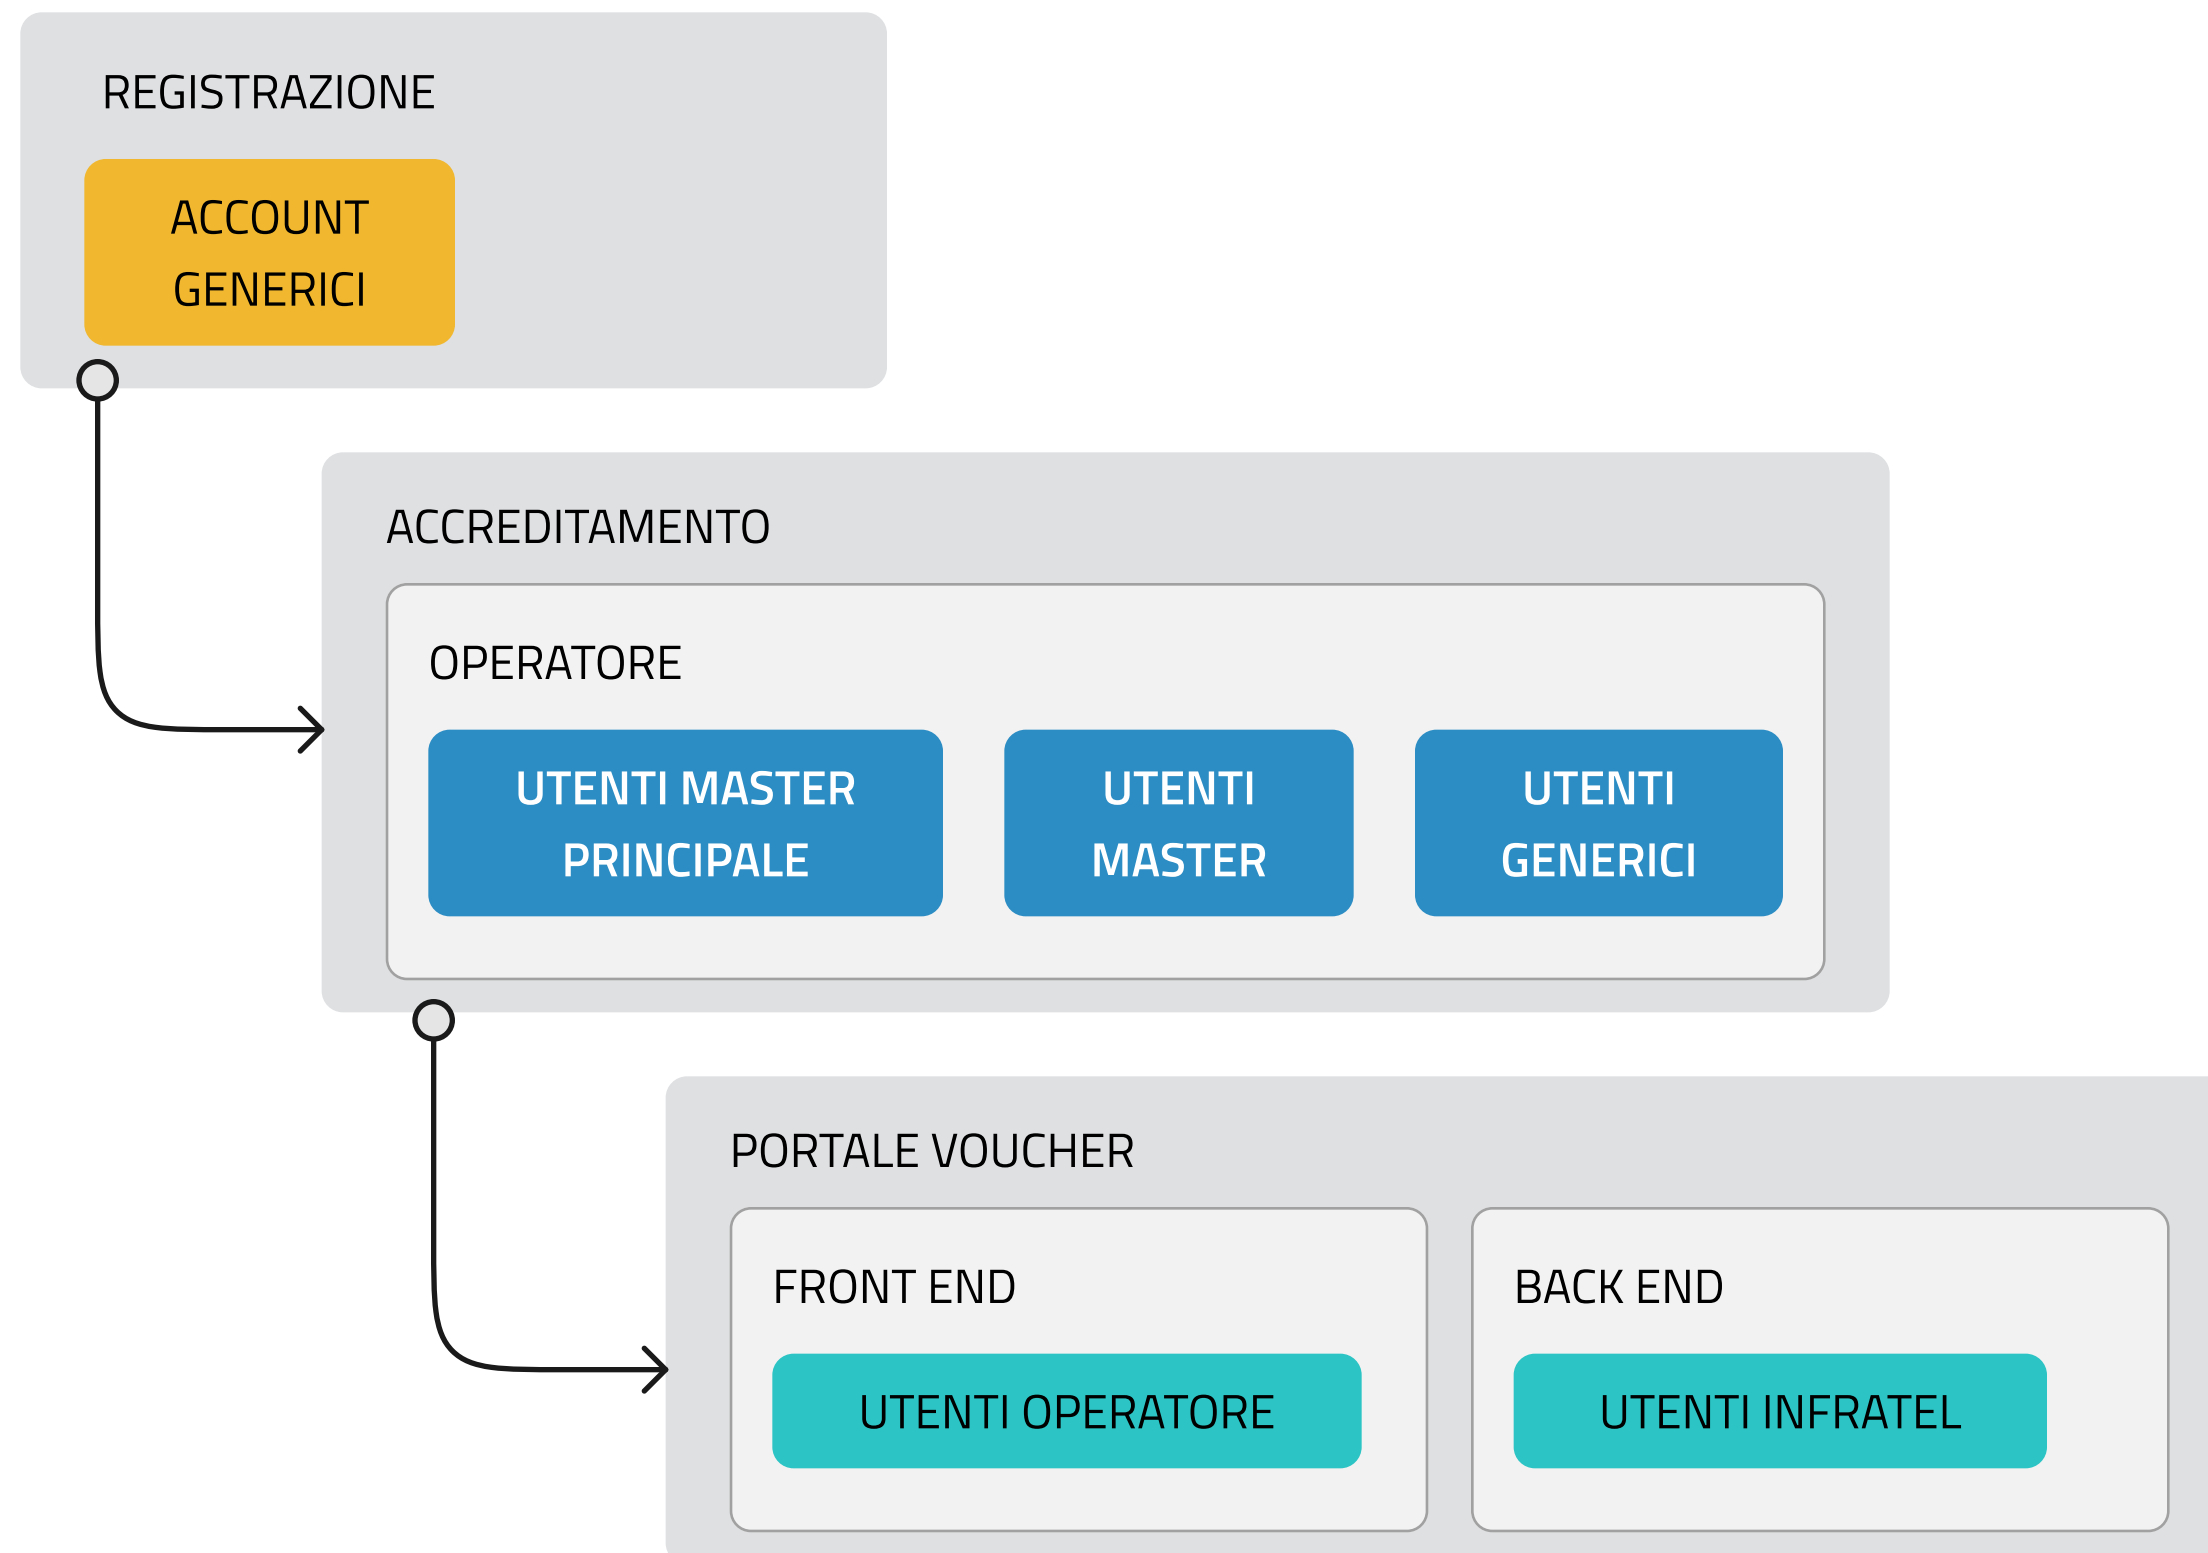 REGISTRAZIONE
ACCOUNT
GENERICI
ACCREDITAMENTO
OPERATORE
UTENTI MASTER
PRINCIPALE
UTENTI
MASTER
UTENTI
GENERICI
PORTALE VOUCHER
FRONT END
UTENTI OPERATORE
BACK END
UTENTI INFRATEL